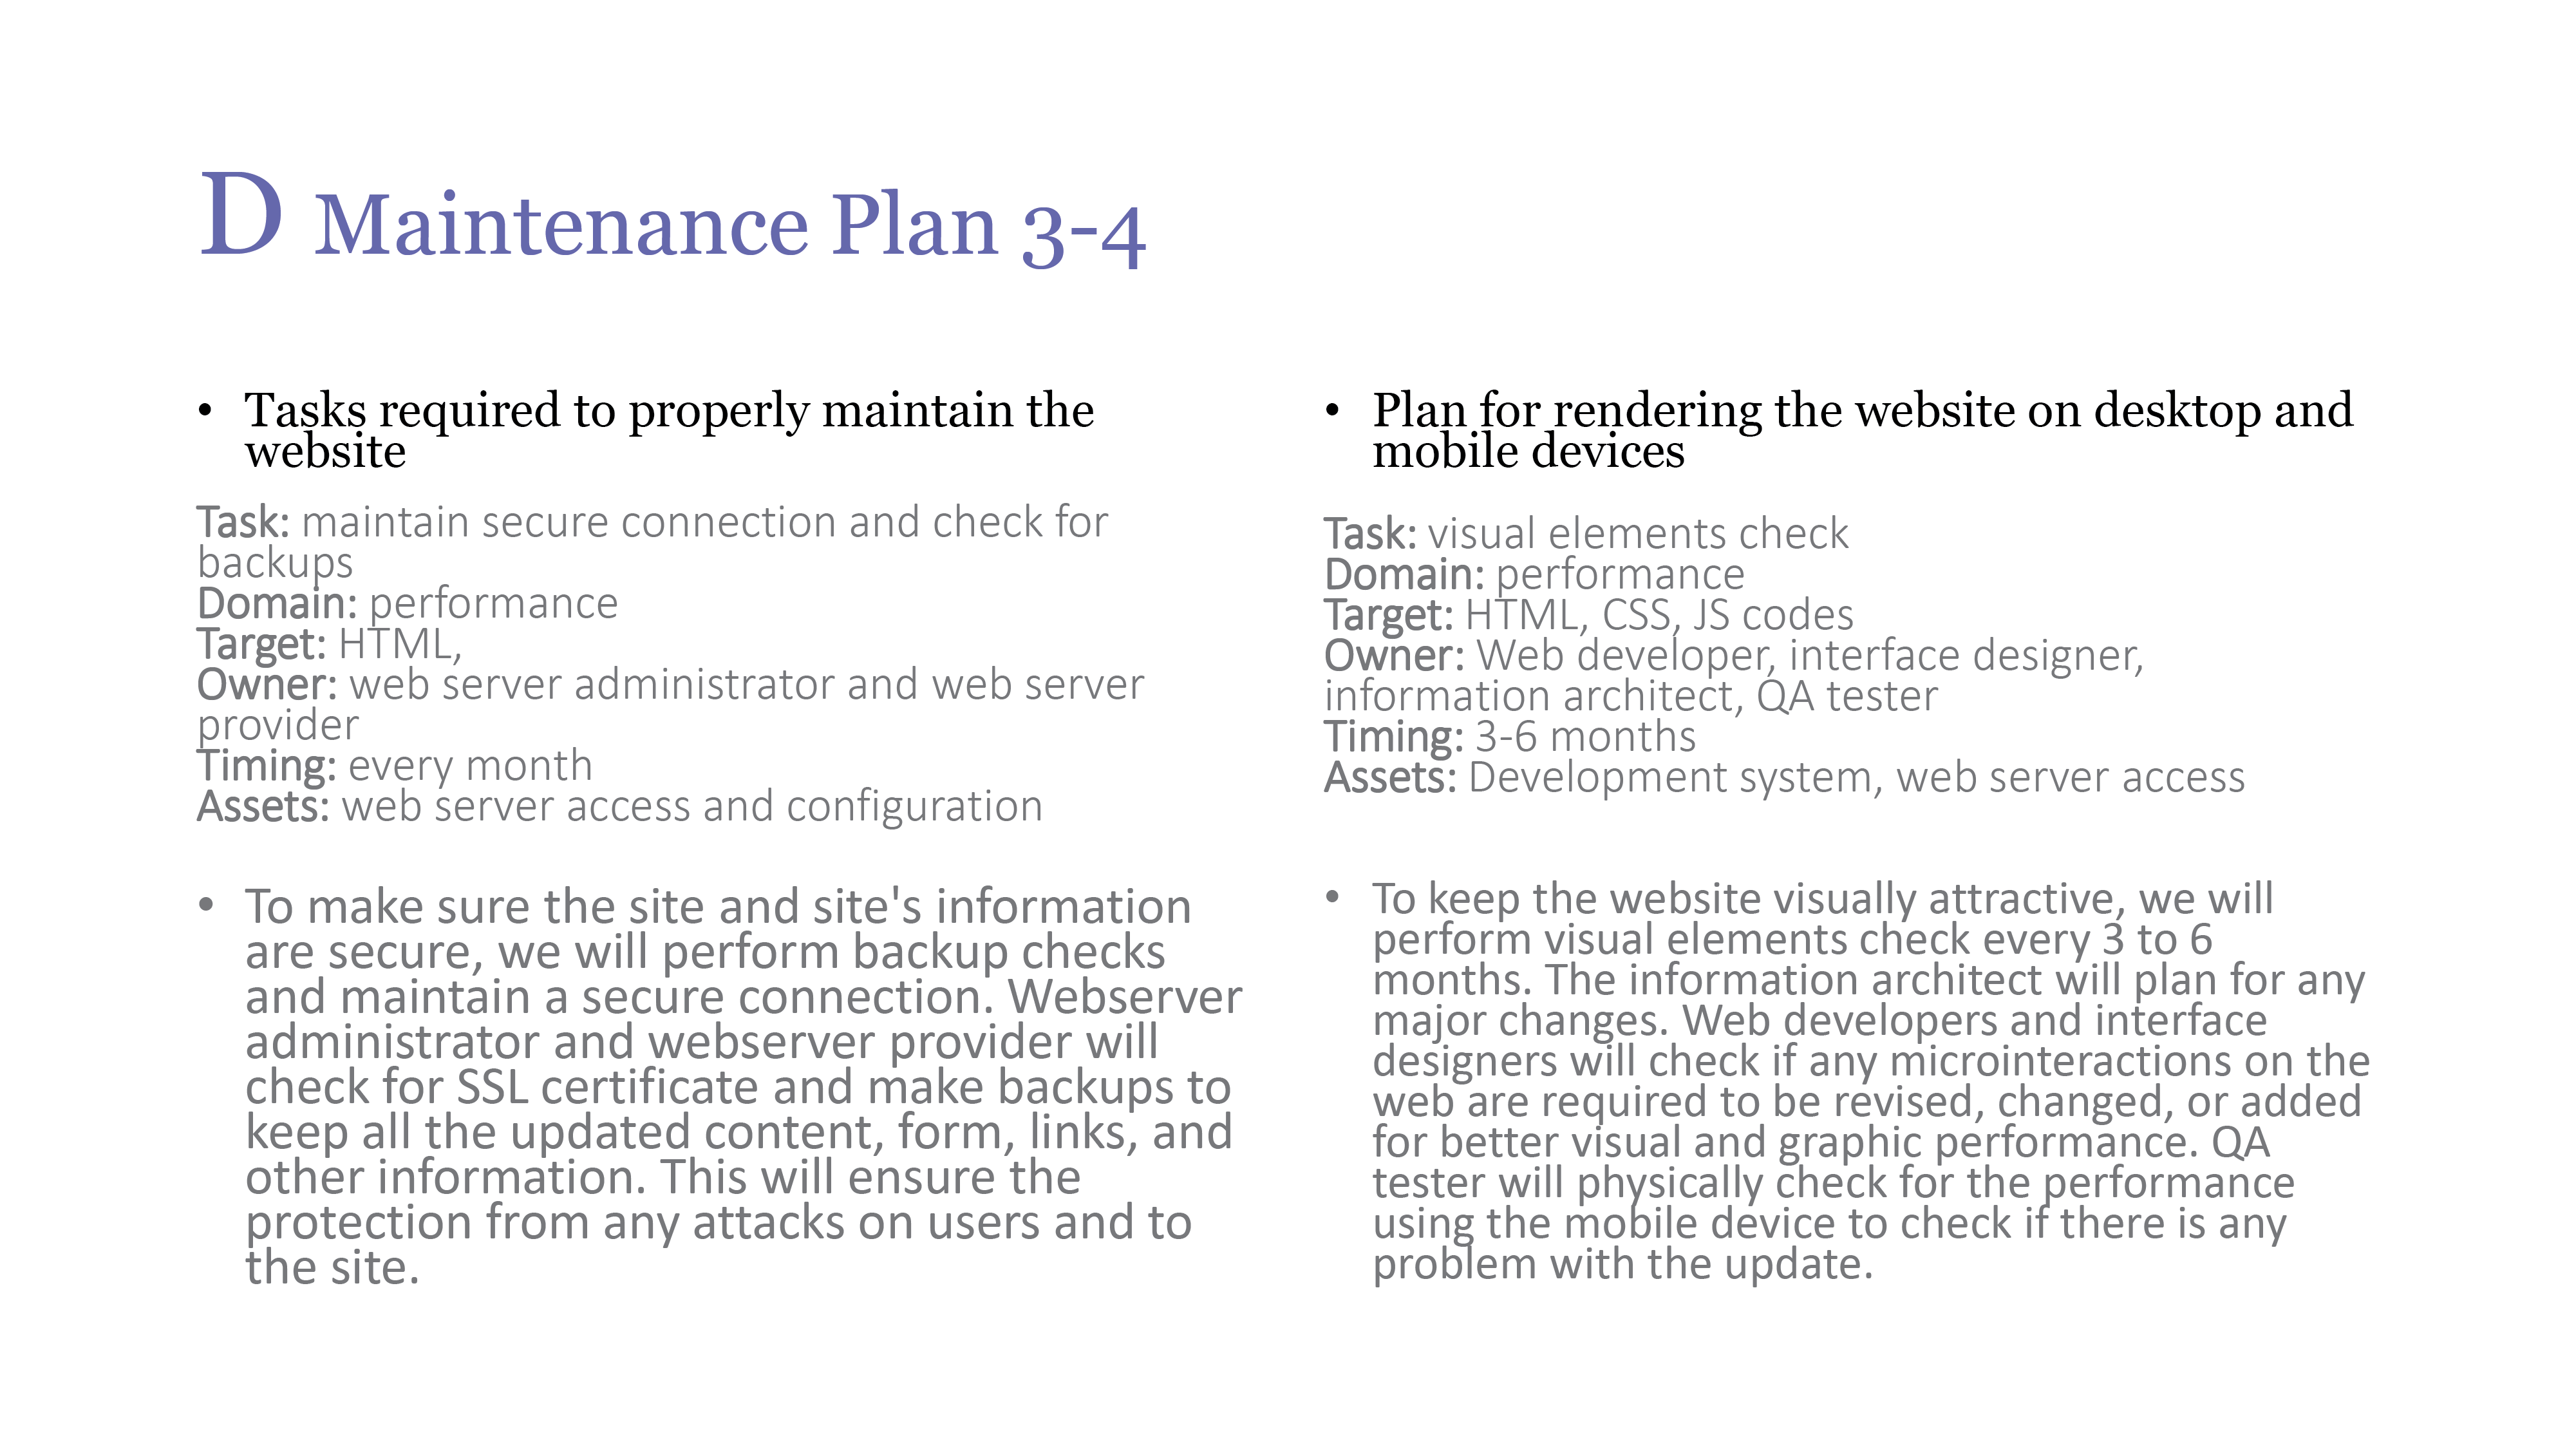 D Maintenance Plan 3-4
• Tasks required to properly maintain the
website
Task: maintain secure connection and check for
backups
Domain: performance
Target: HTML,
Owner: web server administrator and web server
provider
Timing: every month
Assets: web server access and configuration
• To make sure the site and site's information
are secure, we will perform backup checks
and maintain a secure connection. Webserver
administrator and webserver provider will
check for SSL certificate and make backups to
keep all the updated content, form, links, and
other information. This will ensure the
protection from any attacks on users and to
the site.
• Plan for rendering the website on desktop and
mobile devices
Task: visual elements check
Domain: performance
Target: HTML, CSS, JS codes
Owner: Web developer, interface designer,
information architect, QA tester
Timing: 3-6 months
Assets: Development system, web server access
• To keep the website visually attractive, we will
perform visual elements check every 3 to 6
months. The information architect will plan for any
major changes. Web developers and interface
designers will check if any microinteractions on the
web are required to be revised, changed, or added
for better visual and graphic performance. QA
tester will physically check for the performance
using the mobile device to check if there is any
problem with the update.